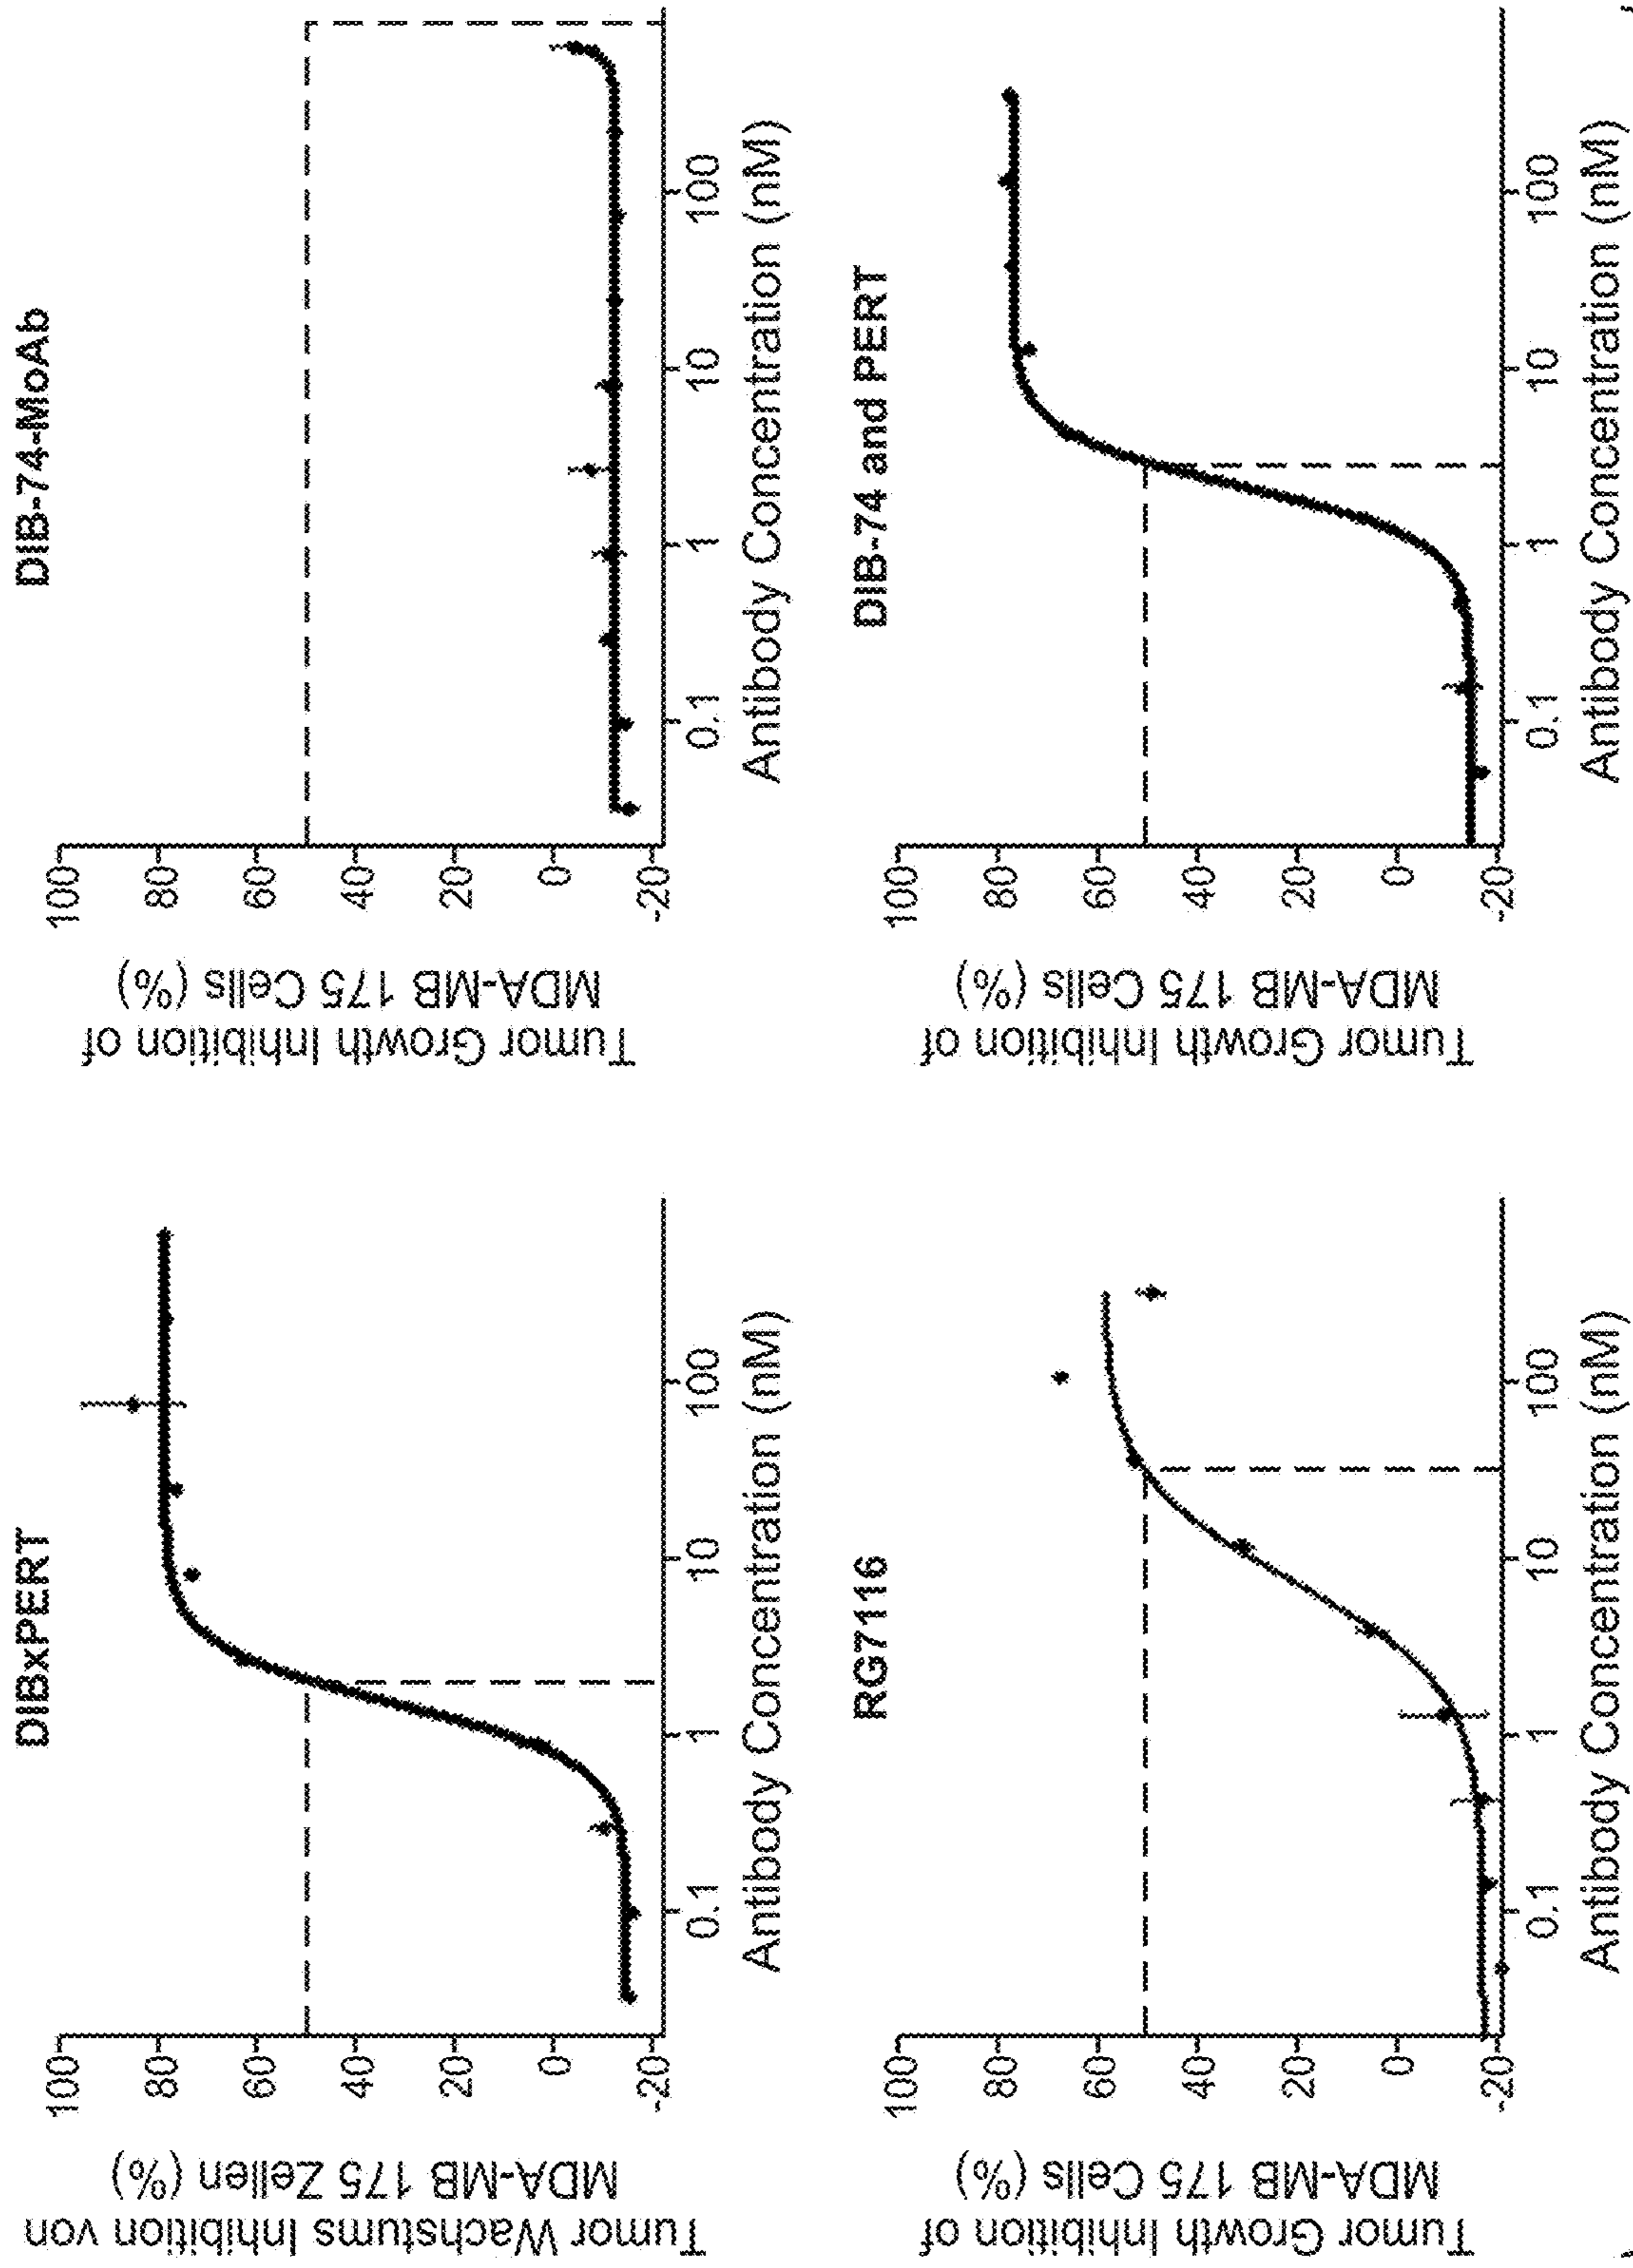 DIBxPERT
Tumor Wachstums Inhibition von
MDA-MB 175 Zellen (%)
100
80
60
40
20
0
-20
0.1
1
10
100
Antibody Concentration (nM)
DIB-74-MoAb
Tumor Growth Inhibition of
MDA-MB 175 Cells (%)
100
80
60
40
20
0
-20
0.1
1
10
100
Antibody Concentration (nM)
RG7116
Tumor Growth Inhibition of
MDA-MB 175 Cells (%)
100
80
60
40
20
0
-20
0.1
1
10
100
Antibody Concentration (nM)
DIB-74 and PERT
Tumor Growth Inhibition of
MDA-MB 175 Cells (%)
100
80
60
40
20
0
-20
0.1
1
10
100
Antibody Concentration (nM)